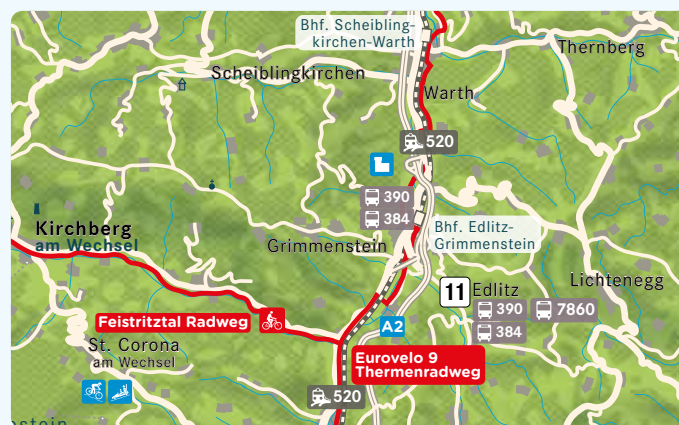 Bhf. Scheibling-
kirchen-Warth
Thernberg
Scheiblingkirchen
Warth
520
390
384
Kirchberg
am Wechsel
Grimmenstein
Bhf. Edlitz-
Grimmenstein
Lichtenegg
11 Edlitz
390 7860
384
Feistritztal Radweg
A2
St. Corona
am Wechsel
Eurovelo 9
Thermenradweg
520